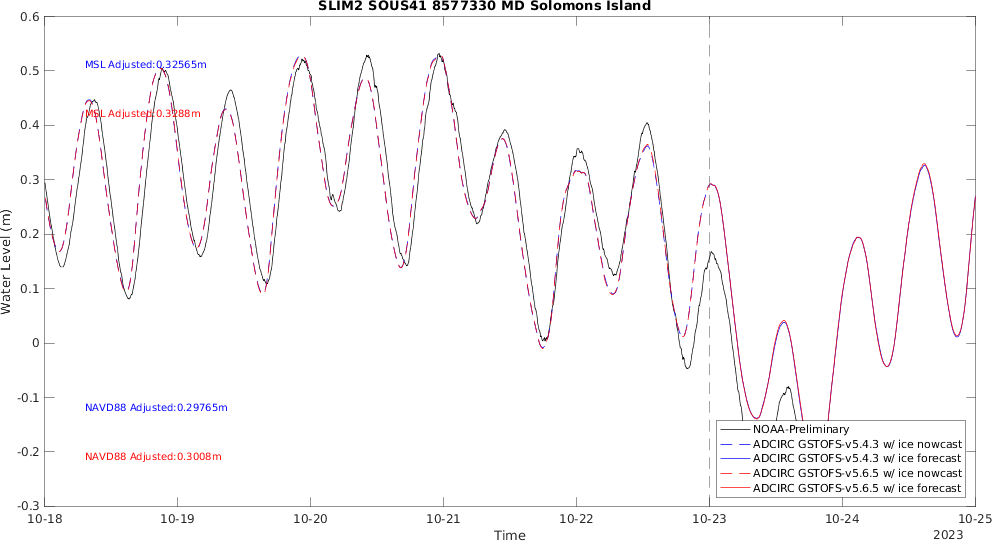 SLIM2 SOUS41 8577330 MD Solomons Island
0.6
0.5
0.4
0.3
0.2
0.1
0
-0.1
-0.2
-0.3
Water Level (m)
MSL Adjusted:0.32565m
MSL Adjusted:0.3288m
NAVD88 Adjusted:0.29765m
NAVD88 Adjusted:0.3008m
NOAA-Preliminary
ADCIRC GSTOFS-v5.4.3 w/ ice nowcast
ADCIRC GSTOFS-v5.4.3 w/ ice forecast
ADCIRC GSTOFS-v5.6.5 w/ ice nowcast
ADCIRC GSTOFS-v5.6.5 w/ ice forecast
10-18 10-19 10-20 10-21 10-22 10-23 10-24 10-25
Time
2023